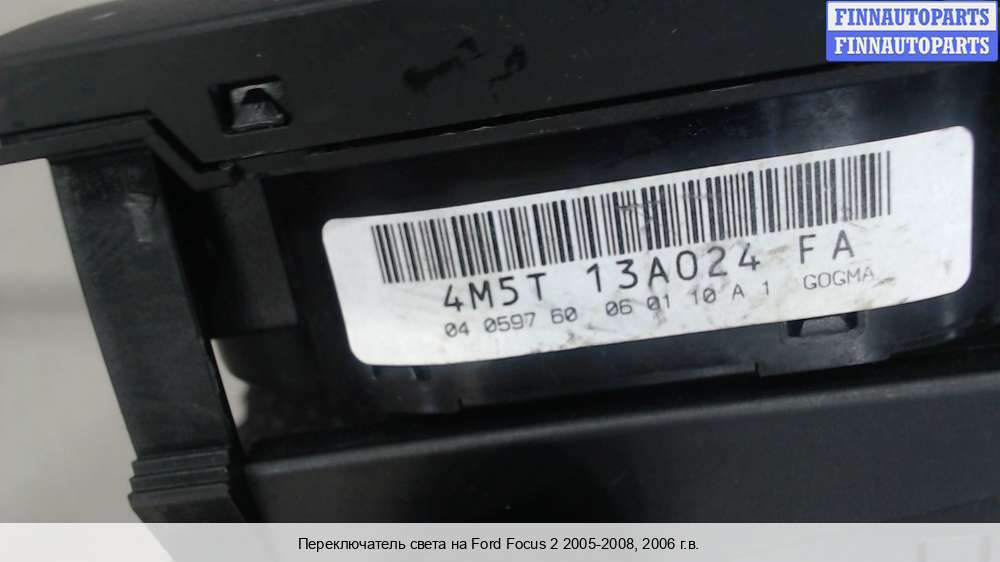 FINNAUTOPARTS
FINNAUTOPARTS
4M5T 13A024 FA
04 0597 60 06 01 10 A 1 GOGMA
Переключатель света на Ford Focus 2 2005-2008, 2006 г.в.